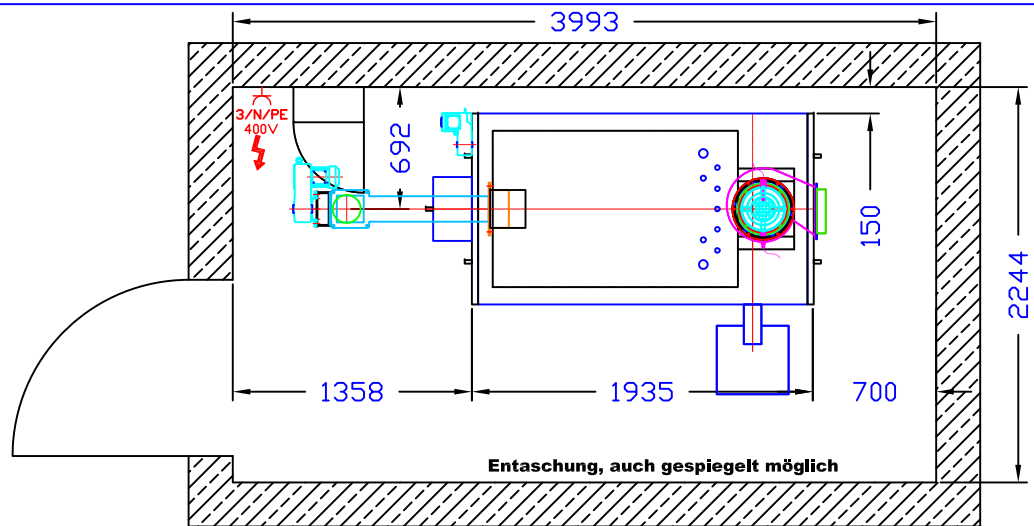 3993
3/N/PE
400V
692
150
2244
1358
1935
700
Entaschung, auch gespiegelt möglich